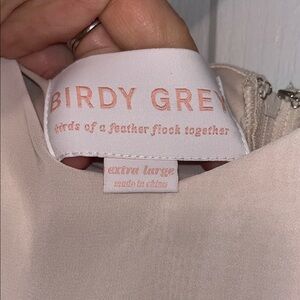 BIRDY GREY
birds of a feather flock together
extra large
made in china